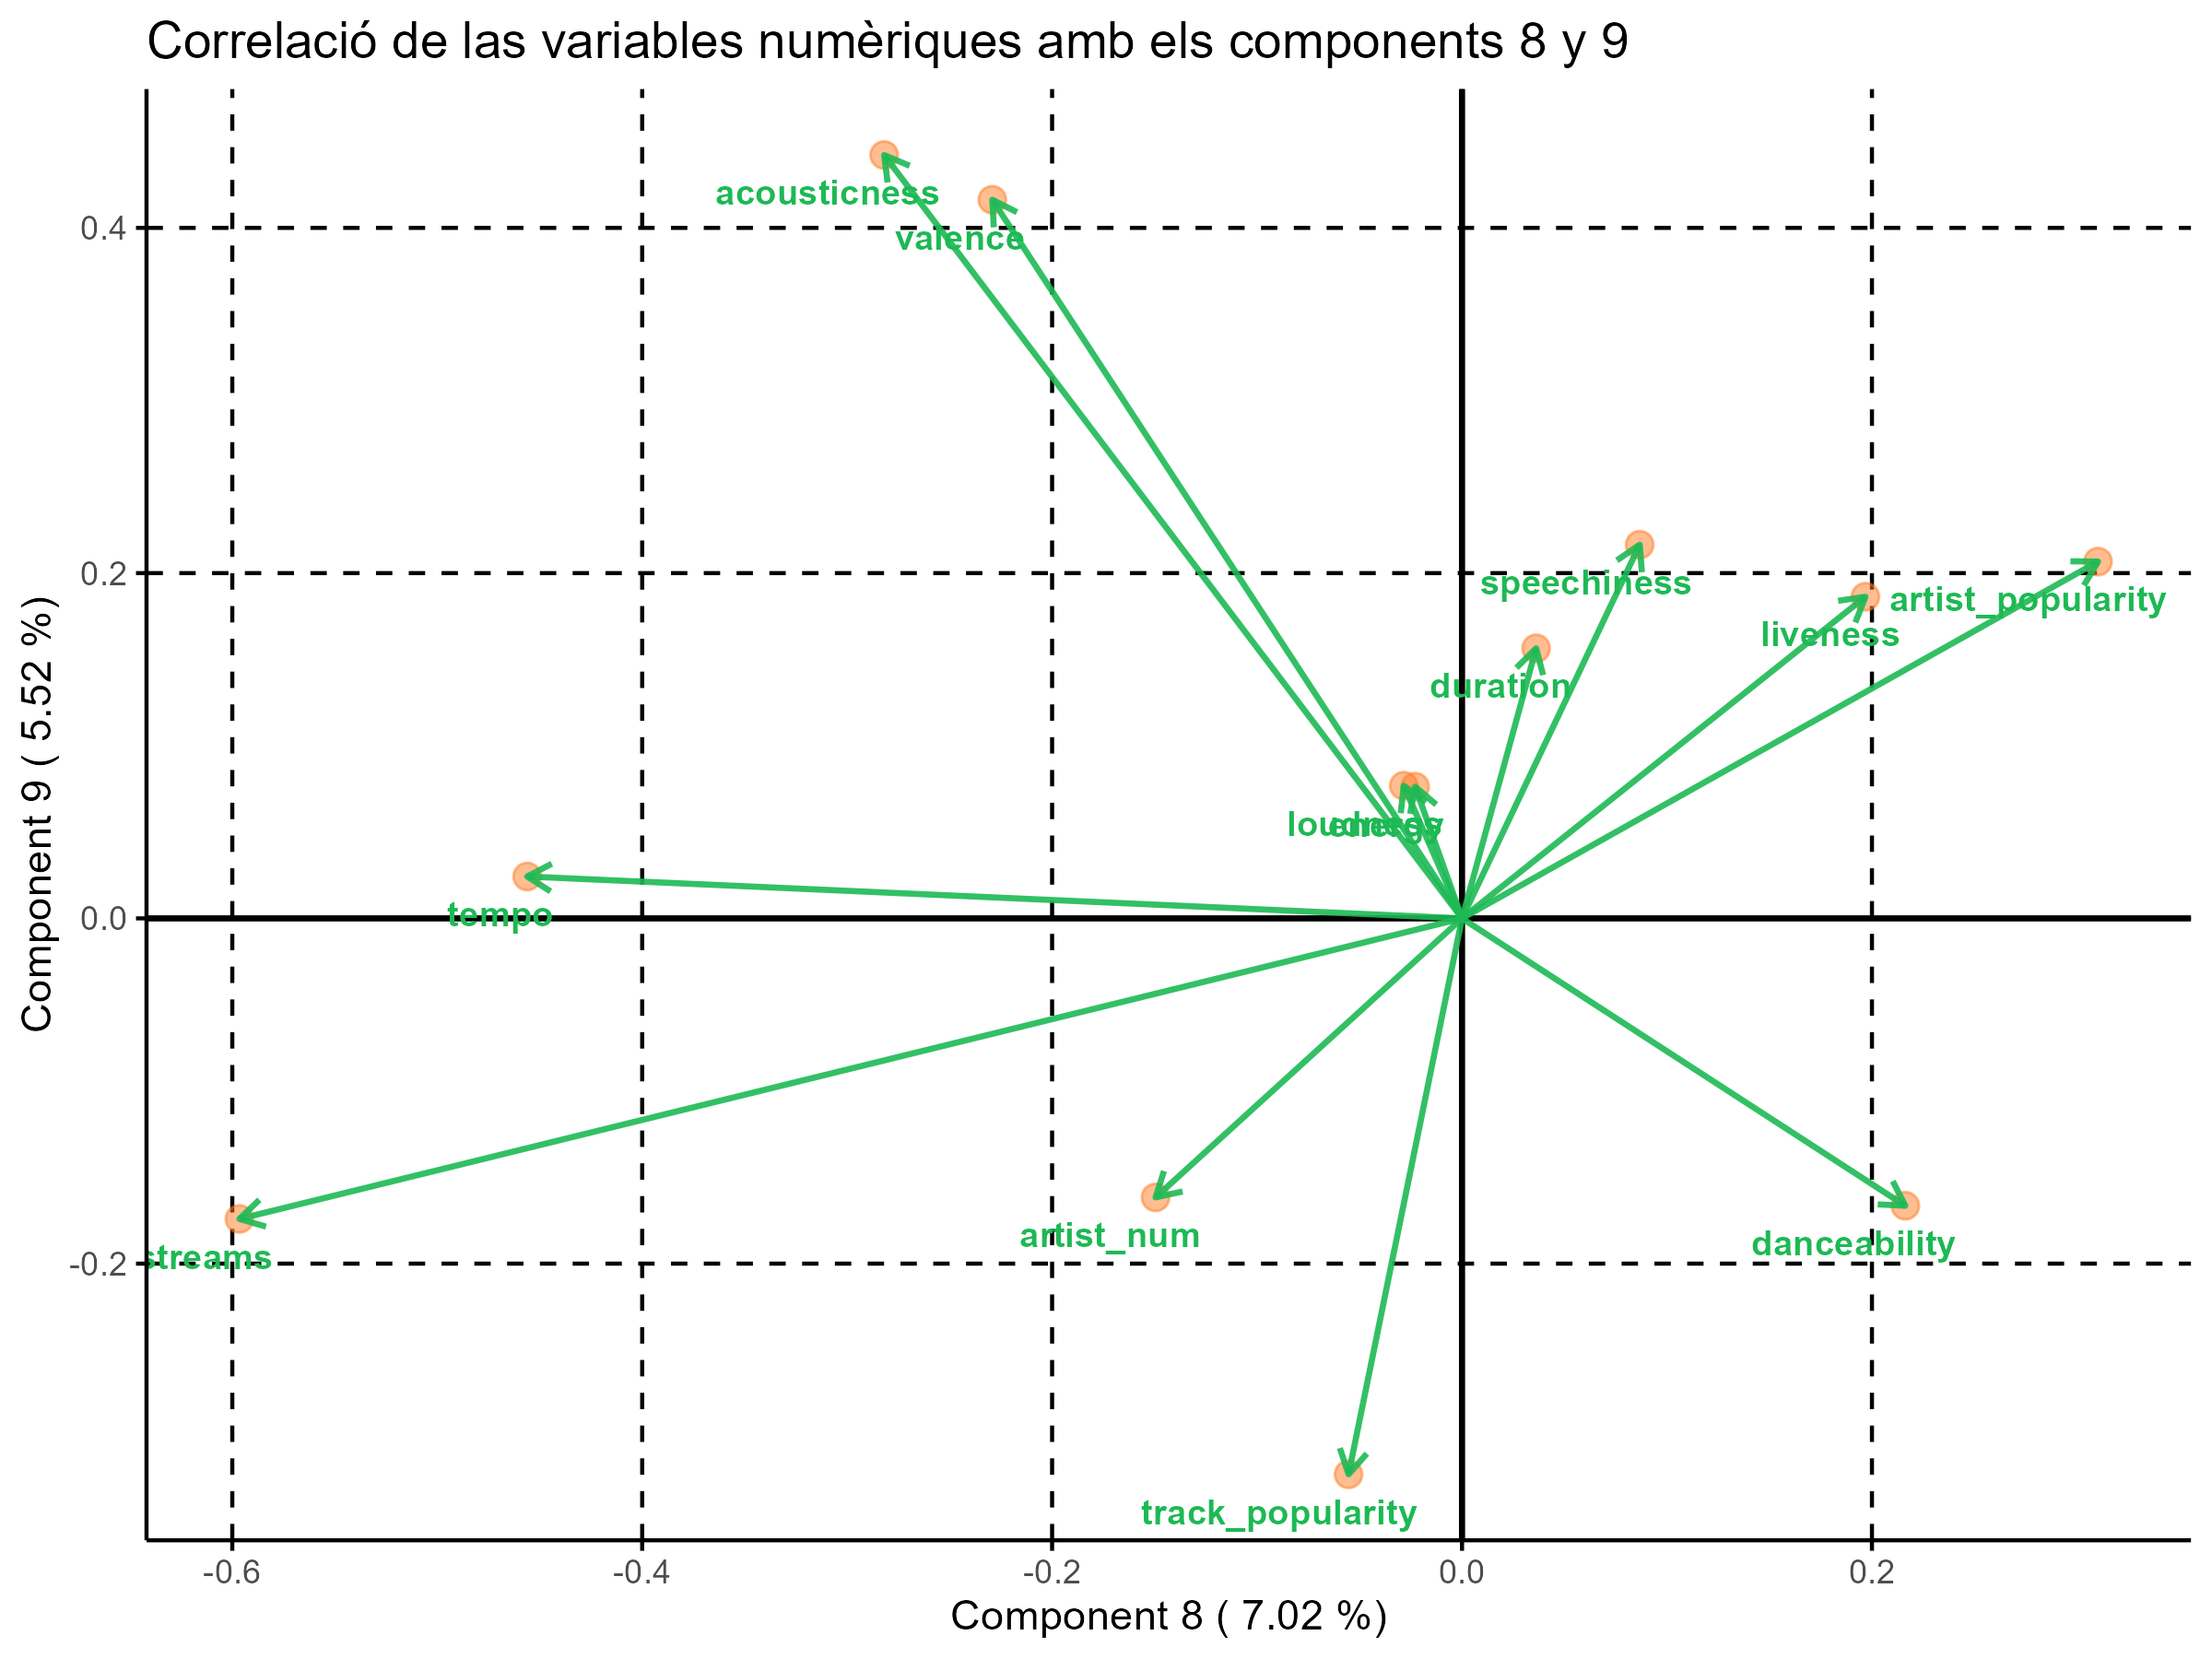 Correlació de las variables numèriques amb els components 8 y 9
acousticness
valence
0.4
0.2
speechiness
artist_popularity
liveness
duration
loudness
energy
tempo
0.0
artist_num
danceability
streams
-0.2
track_popularity
-0.6
-0.4
-0.2
0.0
0.2
Component 8 ( 7.02 %)
Component 9 ( 5.52 %)